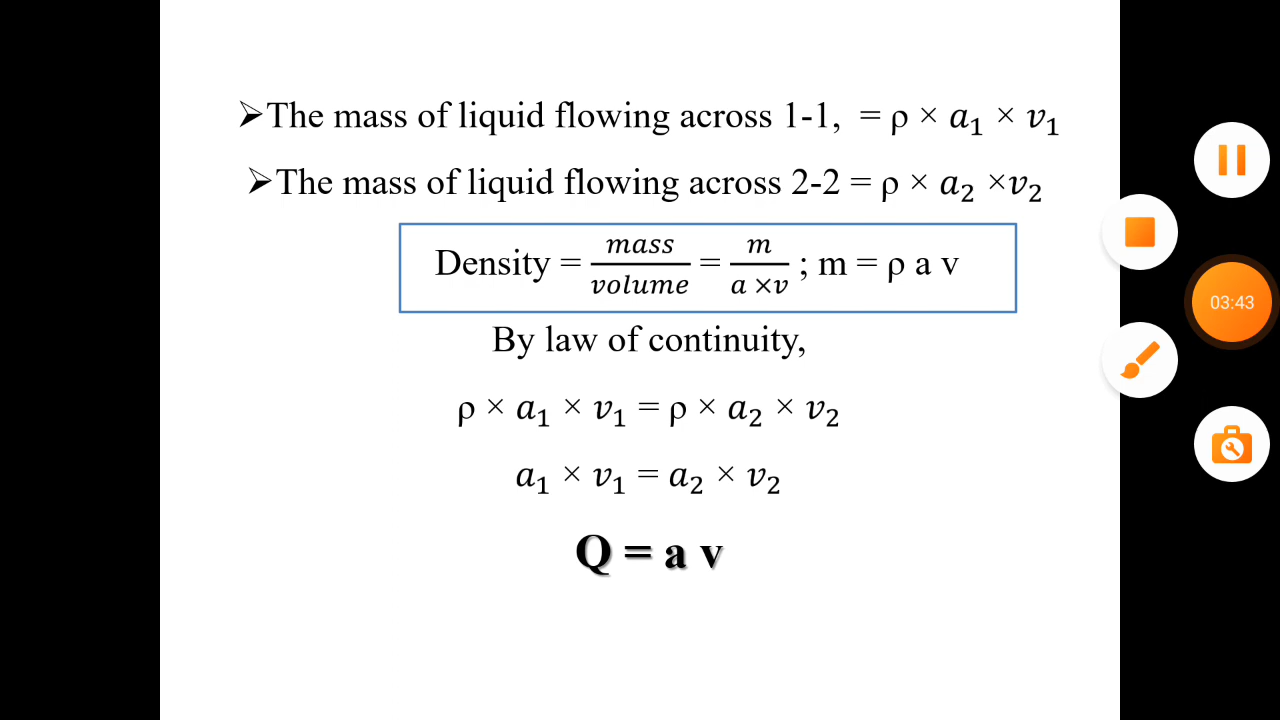 ➢The mass of liquid flowing across 1-1, = ρ × a₁ × v₁
➢The mass of liquid flowing across 2-2 = ρ × a₂ ×v₂
Density = mass/volume = m/a ×v ; m = ρ a v
By law of continuity,
ρ × a₁ × v₁ = ρ × a₂ × v₂
a₁ × v₁ = a₂ × v₂
Q = a v
03:43